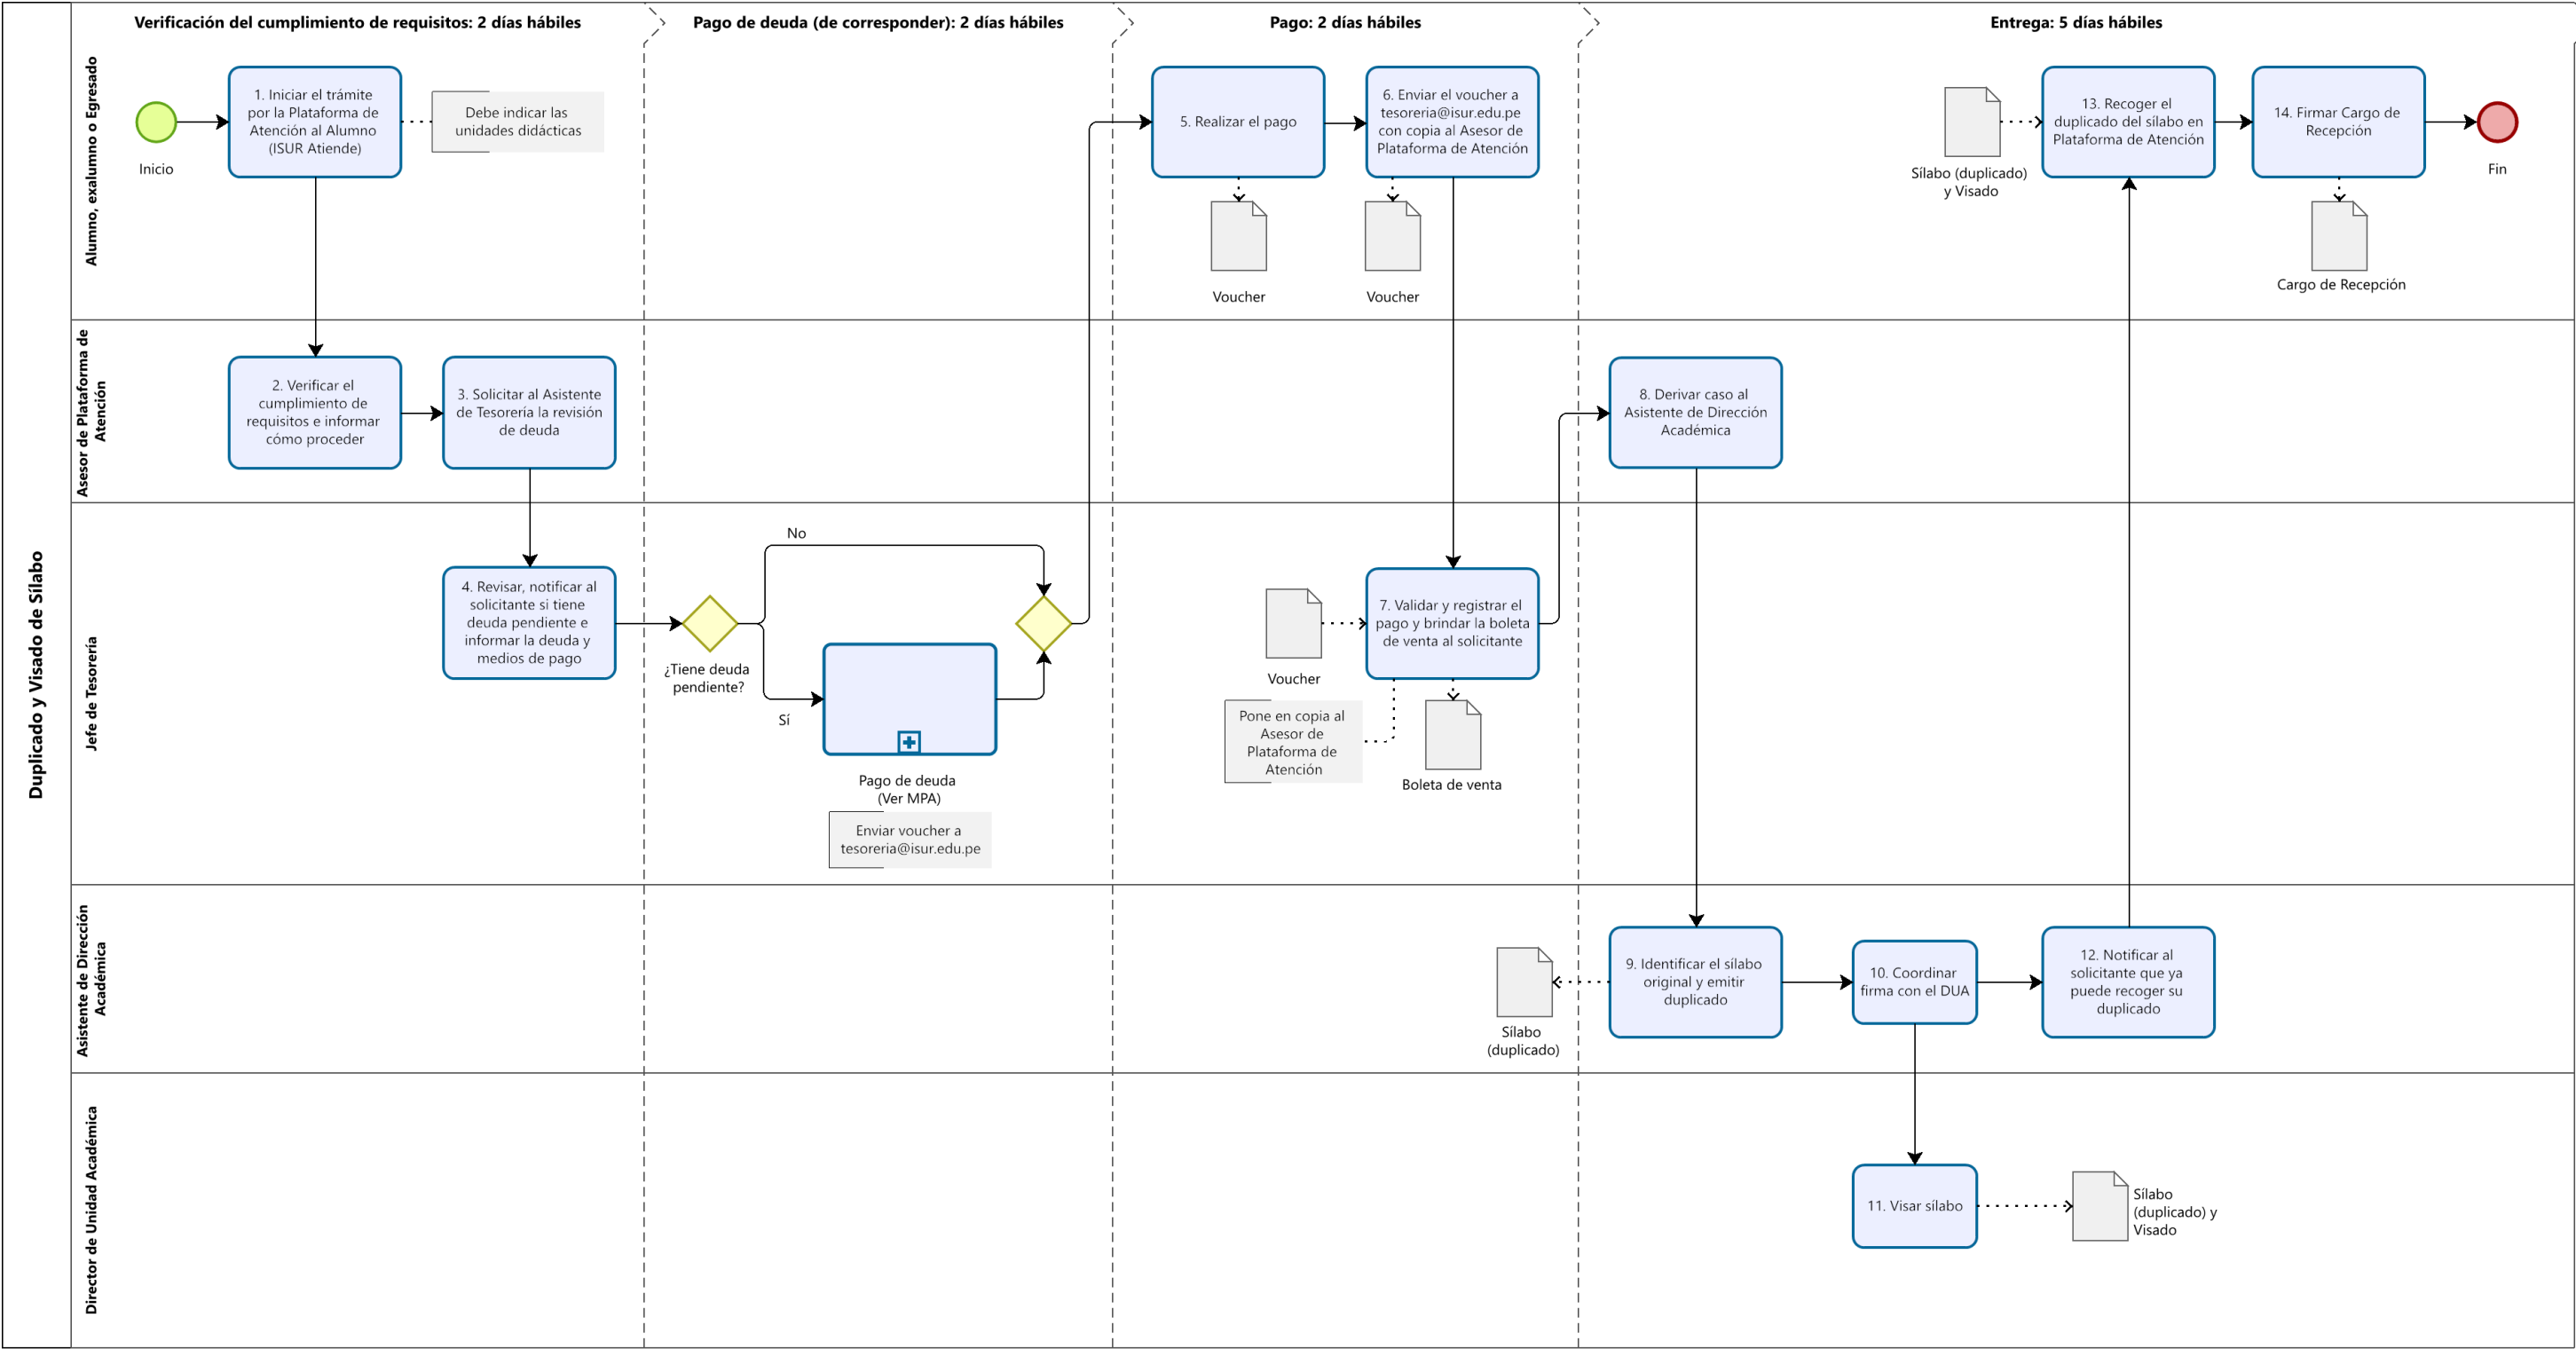 Verificación del cumplimiento de requisitos: 2 días hábiles
Pago de deuda (de corresponder): 2 días hábiles
Pago: 2 días hábiles
Entrega: 5 días hábiles
Duplicado y Visado de Sílabo
Alumno, exalumno o Egresado
Inicio
1. Iniciar el trámite
por la Plataforma de
Atención al Alumno
(ISUR Atiende)
Debe indicar las
unidades didácticas
5. Realizar el pago
Voucher
6. Enviar el voucher a
tesoreria@isur.edu.pe
con copia al Asesor de
Plataforma de Atención
Voucher
Sílabo (duplicado)
y Visado
13. Recoger el
duplicado del sílabo en
Plataforma de Atención
14. Firmar Cargo de
Recepción
Cargo de Recepción
Fin
Asesor de Plataforma de
Atención
2. Verificar el
cumplimiento de
requisitos e informar
cómo proceder
3. Solicitar al Asistente
de Tesorería la revisión
de deuda
8. Derivar caso al
Asistente de Dirección
Académica
Jefe de Tesorería
4. Revisar, notificar al
solicitante si tiene
deuda pendiente e
informar la deuda y
medios de pago
¿Tiene deuda
pendiente?
No
Sí
Pago de deuda
(Ver MPA)
Enviar voucher a
tesoreria@isur.edu.pe
Voucher
7. Validar y registrar el
pago y brindar la boleta
de venta al solicitante
Pone en copia al
Asesor de
Plataforma de
Atención
Boleta de venta
Asistente de Dirección
Académica
Sílabo
(duplicado)
9. Identificar el sílabo
original y emitir
duplicado
10. Coordinar
firma con el DUA
12. Notificar al
solicitante que ya
puede recoger su
duplicado
Director de Unidad Académica
11. Visar sílabo
Sílabo
(duplicado) y
Visado